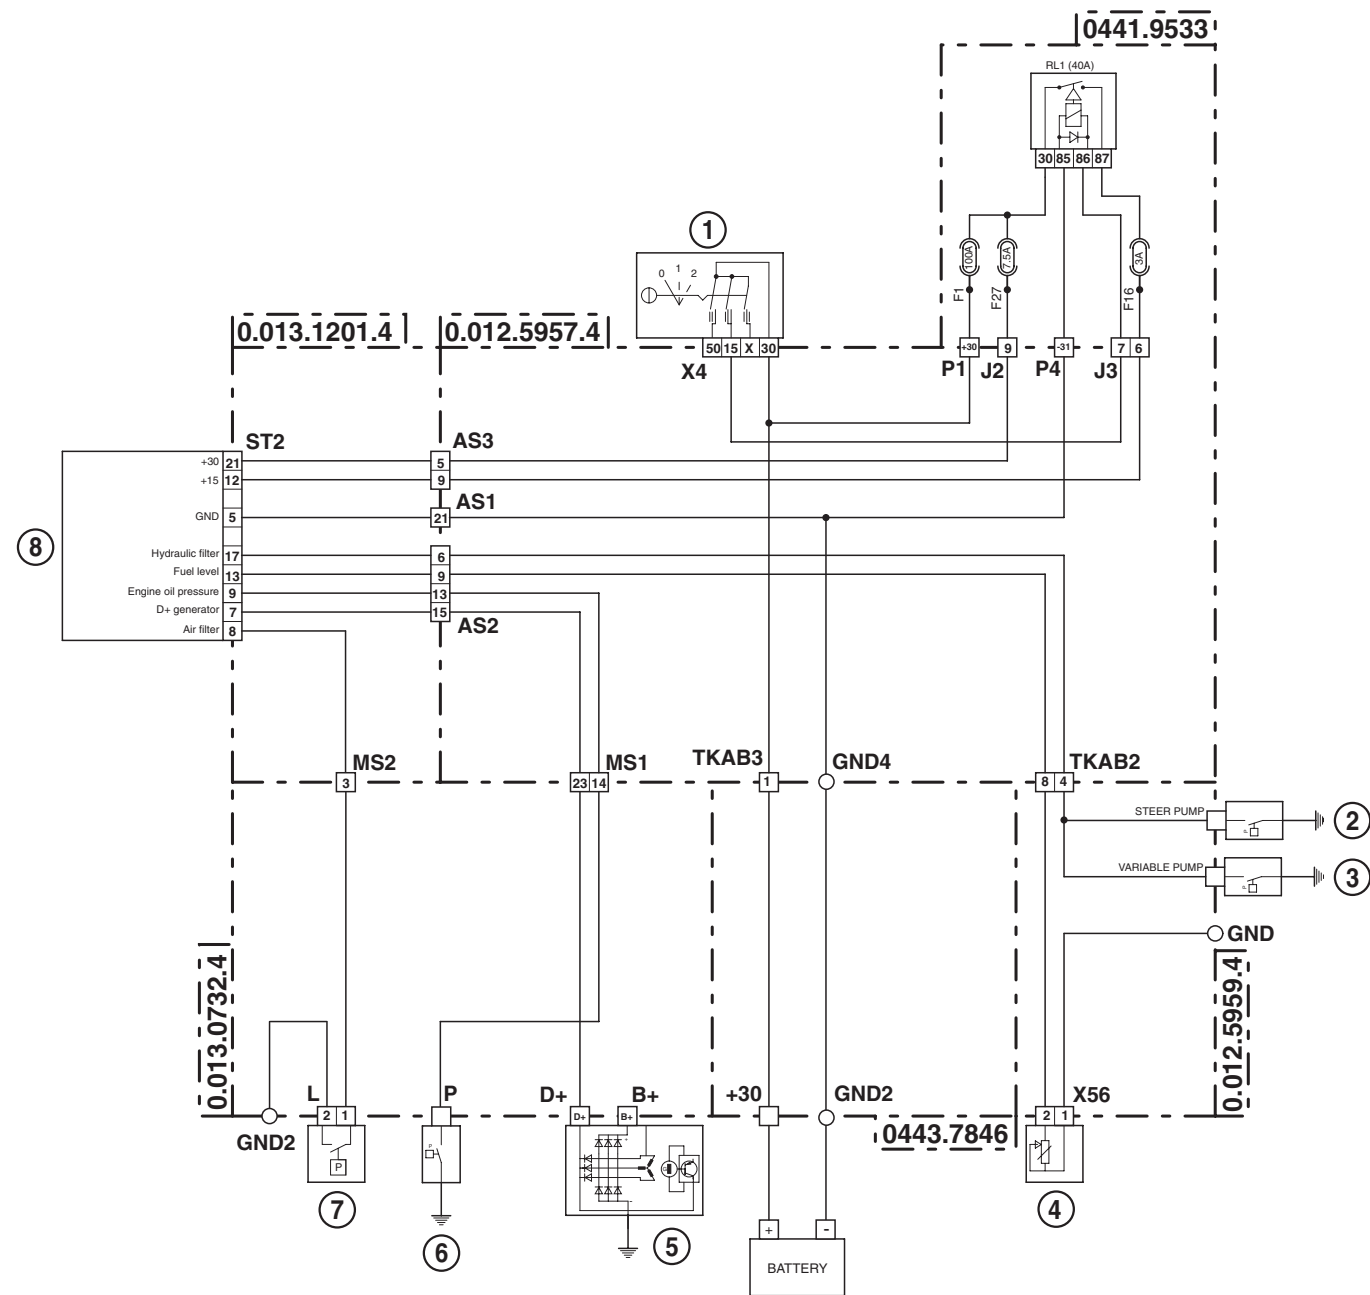 0441.9533
RL1 (40A)
30 85 86 87
1
0 1 2
100A 7.5A 3A
F1 F27 F16
0.013.1201.4
0.012.5957.4
50 15 X 30
X4
+30 9 -31 7 6
P1 J2 P4 J3
ST2
AS3
+30 21 5
+15 12 9
AS1
GND 5 21
8
Hydraulic filter 17 6
Fuel level 13 9
Engine oil pressure 9 13
D+ generator 7 15
Air filter 8
AS2
MS2 MS1 TKAB3 GND4 TKAB2
3 23 14 1 8 4
STEER PUMP
P
2
VARIABLE PUMP
P
3
GND
0.013.0732.4
0.012.5959.4
L P D+ B+ +30 GND2 X56
2 1 D+ B+ 2 1
GND2
0443.7846
P
P
+
-
7
6
5
4
+ -
BATTERY